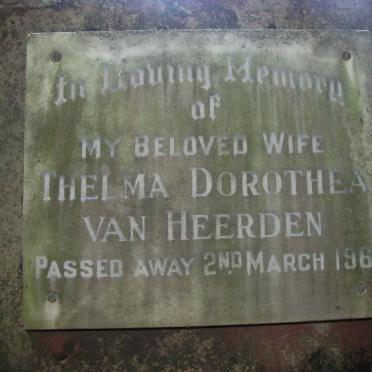 In Loving Memory
of
My Beloved Wife
Thelma Dorothea
van Heerden
Passed away 2nd March 196